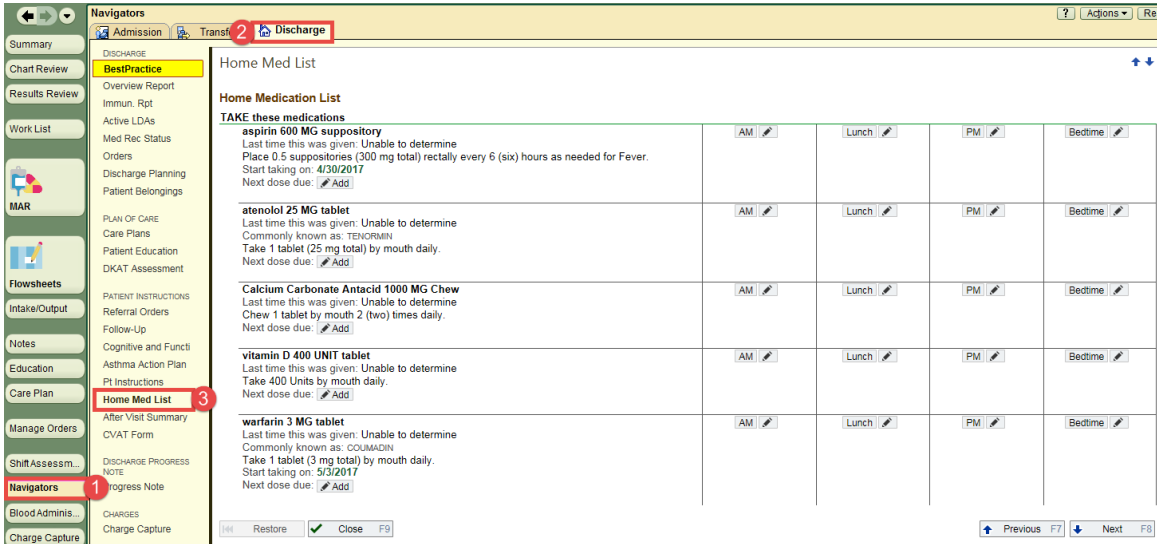 Navigators
? Actions Re
Admission Transf 2 Discharge
Summary
Chart Review
Results Review
Work List
MAR
Flowsheets
Intake/Output
Notes
Education
Care Plan
Manage Orders
Shift Assessm...
Navigators 1
Blood Adminis...
Charge Capture
DISCHARGE
BestPractice
Overview Report
Immun. Rpt
Active LDAs
Med Rec Status
Orders
Discharge Planning
Patient Belongings
PLAN OF CARE
Care Plans
Patient Education
DKAT Assessment
PATIENT INSTRUCTIONS
Referral Orders
Follow-Up
Cognitive and Functi
Asthma Action Plan
Pt Instructions
Home Med List 3
After Visit Summary
CVAT Form
DISCHARGE PROGRESS
NOTE
rogress Note
CHARGES
Charge Capture
Home Med List
Home Medication List
TAKE these medications
aspirin 600 MG suppository AM Lunch PM Bedtime
Last time this was given: Unable to determine
Place 0.5 suppositories (300 mg total) rectally every 6 (six) hours as needed for Fever.
Start taking on: 4/30/2017
Next dose due: Add
atenolol 25 MG tablet AM Lunch PM Bedtime
Last time this was given: Unable to determine
Commonly known as: TENORMIN
Take 1 tablet (25 mg total) by mouth daily.
Next dose due: Add
Calcium Carbonate Antacid 1000 MG Chew AM Lunch PM Bedtime
Last time this was given: Unable to determine
Chew 1 tablet by mouth 2 (two) times daily.
Next dose due: Add
vitamin D 400 UNIT tablet AM Lunch PM Bedtime
Last time this was given: Unable to determine
Take 400 Units by mouth daily.
Next dose due: Add
warfarin 3 MG tablet AM Lunch PM Bedtime
Last time this was given: Unable to determine
Commonly known as: COUMADIN
Take 1 tablet (3 mg total) by mouth daily.
Start taking on: 5/3/2017
Next dose due: Add
Restore Close F9 Previous F7 Next F8